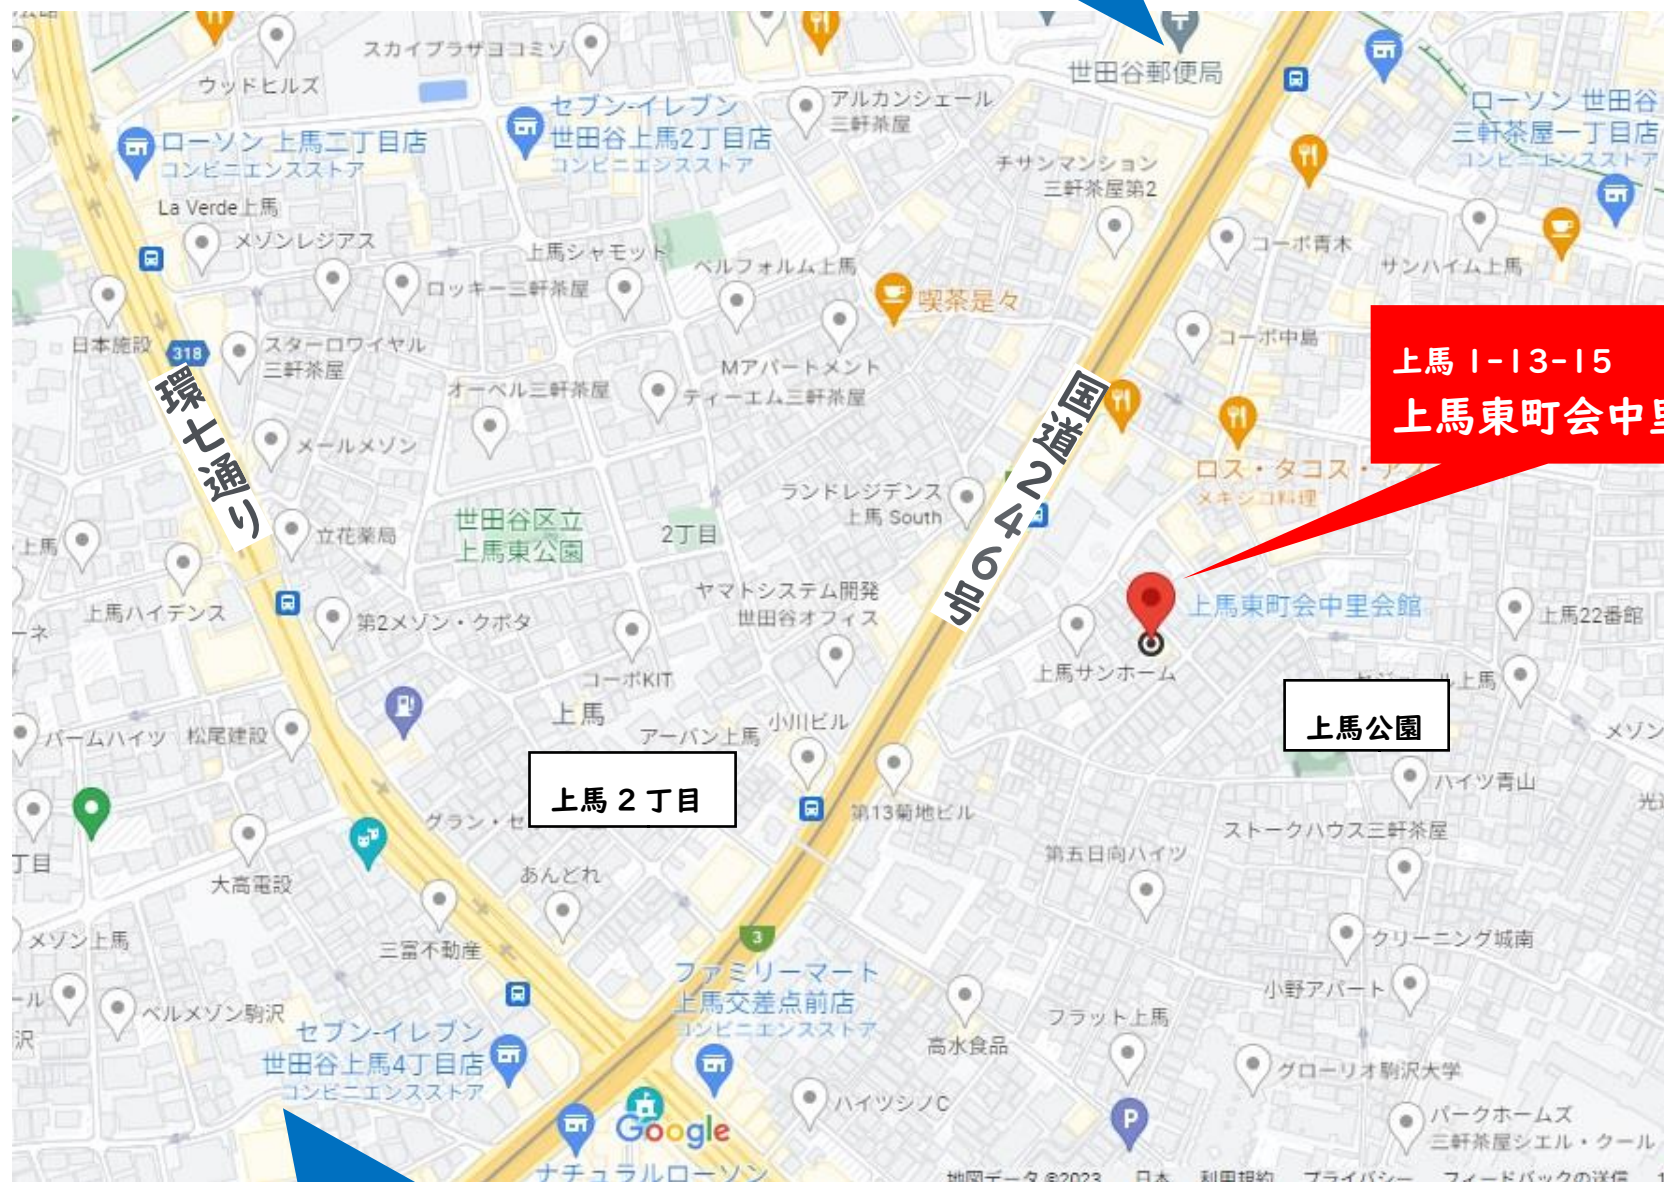 スカイプラザヨコミゾ
ウッドヒルズ
世田谷郵便局
ローソン 世田谷
三軒茶屋一丁目店
コンビニエンスストア
セブン-イレブン
世田谷上馬2丁目店
コンビニエンスストア
アルカンシェール
三軒茶屋
ローソン 上馬二丁目店
コンビニエンスストア
チサンマンション
三軒茶屋第2
La Verde上馬
メゾンレジアス
上馬シャモット
ベルフォルム上馬
コーポ青木
サンハイム上馬
ロッキー三軒茶屋
喫茶是々
日本施設
318
スターロワイヤル
三軒茶屋
コーポ中島
上馬 1-13-15
上馬東町会中里
Mアパートメント
オーベル三軒茶屋
ティーエム三軒茶屋
環七通り
国道246号
メールメゾン
ロス・タコス・
メキシコ料理
ランドレジデンス
上馬 South
世田谷区立
上馬東公園
2丁目
立花薬局
上馬
ヤマトシステム開発
世田谷オフィス
上馬東町会中里会館
上馬22番館
上馬ハイデンス
ーネ
第2メゾン・クボタ
上馬サンホーム
コーポKIT
ル上馬
上馬
アーバン上馬
小川ビル
上馬公園
パームハイツ
松尾建設
メゾン
上馬２丁目
ハイツ青山
グラン・セ
第13菊地ビル
ストークハウス三軒茶屋
丁目
大高電設
あんどれ
第五日向ハイツ
メゾン上馬
三富不動産
3
クリーニング城南
ファミリーマート
上馬交差点前店
コンビニエンスストア
小野アパート
ール
沢
ベルメゾン駒沢
セブン-イレブン
世田谷上馬4丁目店
コンビニエンスストア
フラット上馬
高水食品
グローリオ駒沢大学
ハイツシノC
P
パークホームズ
三軒茶屋シエル・クール
Google
ナチュラルローソン
地図データ ©2023 日本 利用規約 プライバシー フィードバックの送信